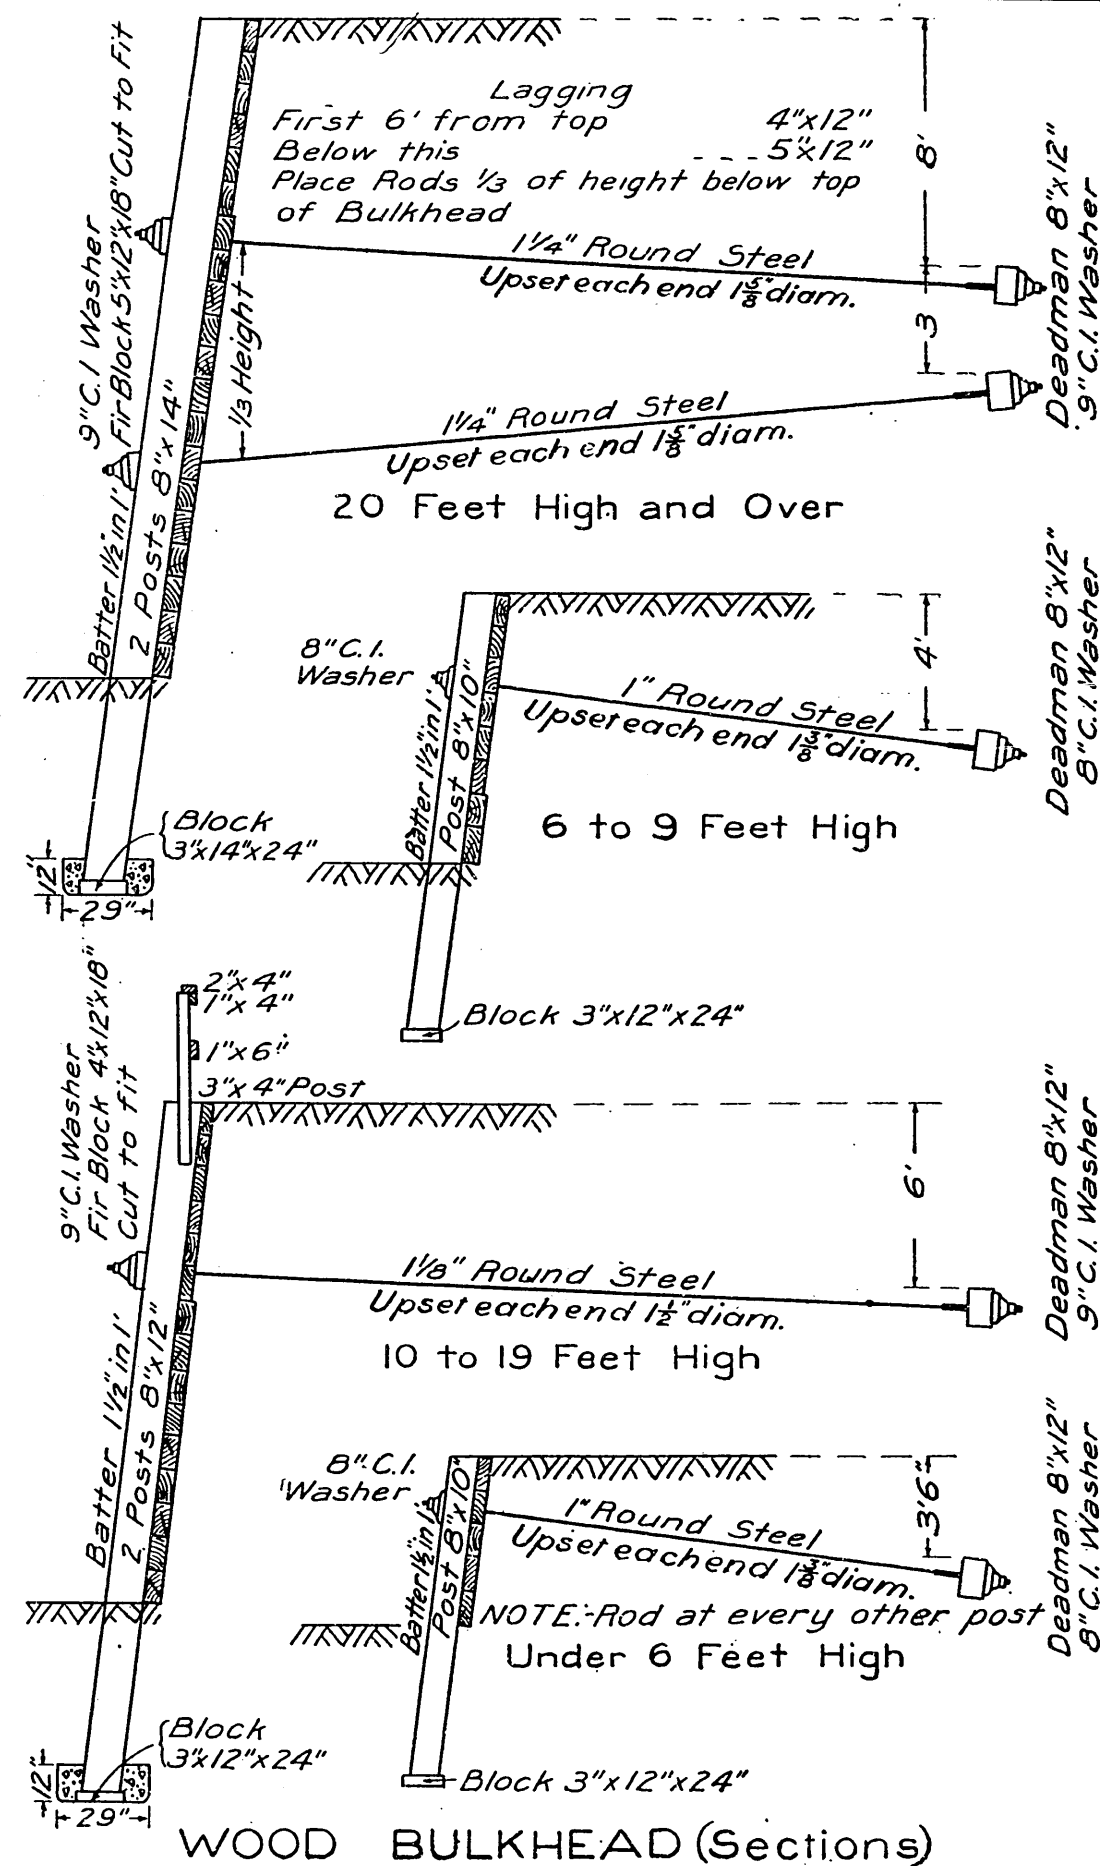 Lagging
First 6' from top 4"x12"
Below this - - - 5"x12"
Place Rods 1/3 of height below top
of Bulkhead
8'
9" C.I. Washer
Fir Block 5"x12"x18" Cut to Fit
1 1/4" Round Steel
Upset each end 1 5/8" diam.
3
1/3 Height
1 1/4" Round Steel
Upset each end 1 5/8" diam.
Deadman 8"x12"
9" C.I. Washer
Batter 1 1/2" in 1'
2 Posts 8"x14"
20 Feet High and Over
Block
3"x14"x24"
12"
29"
8" C.I.
Washer
4'
1" Round Steel
Upset each end 1 3/8" diam.
Deadman 8"x12"
8" C.I. Washer
Batter 1 1/2" in 1'
Post 8"x10"
6 to 9 Feet High
Block 3"x12"x24"
2"x4"
1"x4"
1"x6"
3"x4" Post
9" C.I. Washer
Fir Block 4"x12"x18"
Cut to fit
6'
1 1/8" Round Steel
Upset each end 1 1/2" diam.
Deadman 8"x12"
9" C.I. Washer
Batter 1 1/2" in 1'
2 Posts 8"x12"
10 to 19 Feet High
Block
3"x12"x24"
12"
29"
8" C.I.
Washer
3'6"
1" Round Steel
Upset each end 1 3/8" diam.
Deadman 8"x12"
8" C.I. Washer
Batter 1 1/2" in 1'
Post 8"x10"
NOTE:-Rod at every other post
Under 6 Feet High
Block 3"x12"x24"
WOOD BULKHEAD (Sections)